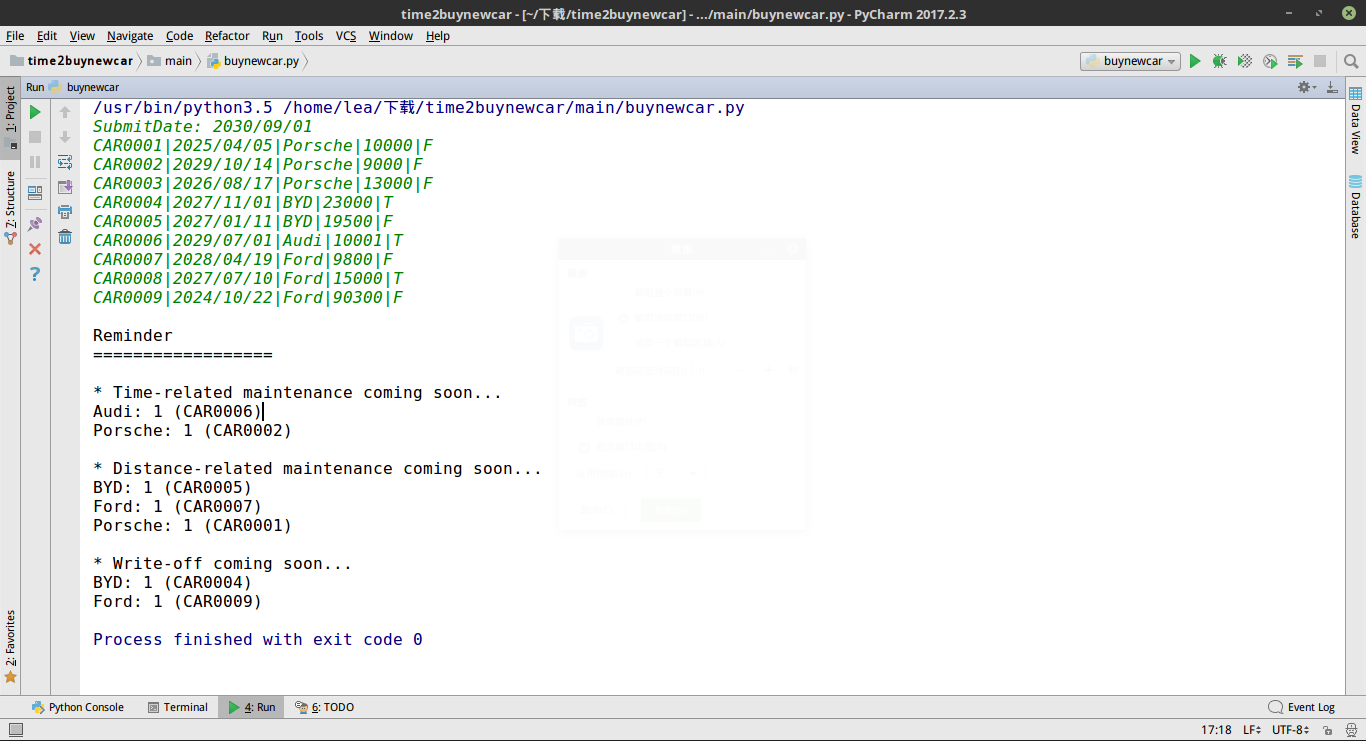 time2buynewcar - [~/下载/time2buynewcar] - .../main/buynewcar.py - PyCharm 2017.2.3
File Edit View Navigate Code Refactor Run Tools VCS Window Help
time2buynewcar main buynewcar.py buynewcar
Run buynewcar
/usr/bin/python3.5 /home/lea/下载/time2buynewcar/main/buynewcar.py
SubmitDate: 2030/09/01
CAR0001|2025/04/05|Porsche|10000|F
CAR0002|2029/10/14|Porsche|9000|F
CAR0003|2026/08/17|Porsche|13000|F
CAR0004|2027/11/01|BYD|23000|T
CAR0005|2027/01/11|BYD|19500|F
CAR0006|2029/07/01|Audi|10001|T
CAR0007|2028/04/19|Ford|9800|F
CAR0008|2027/07/10|Ford|15000|T
CAR0009|2024/10/22|Ford|90300|F
Reminder
==================
* Time-related maintenance coming soon...
Audi: 1 (CAR0006)
Porsche: 1 (CAR0002)
* Distance-related maintenance coming soon...
BYD: 1 (CAR0005)
Ford: 1 (CAR0007)
Porsche: 1 (CAR0001)
* Write-off coming soon...
BYD: 1 (CAR0004)
Ford: 1 (CAR0009)
Process finished with exit code 0
1: Project
7: Structure
2: Favorites
Data View
Database
Python Console Terminal 4: Run 6: TODO Event Log
17:18 LF UTF-8